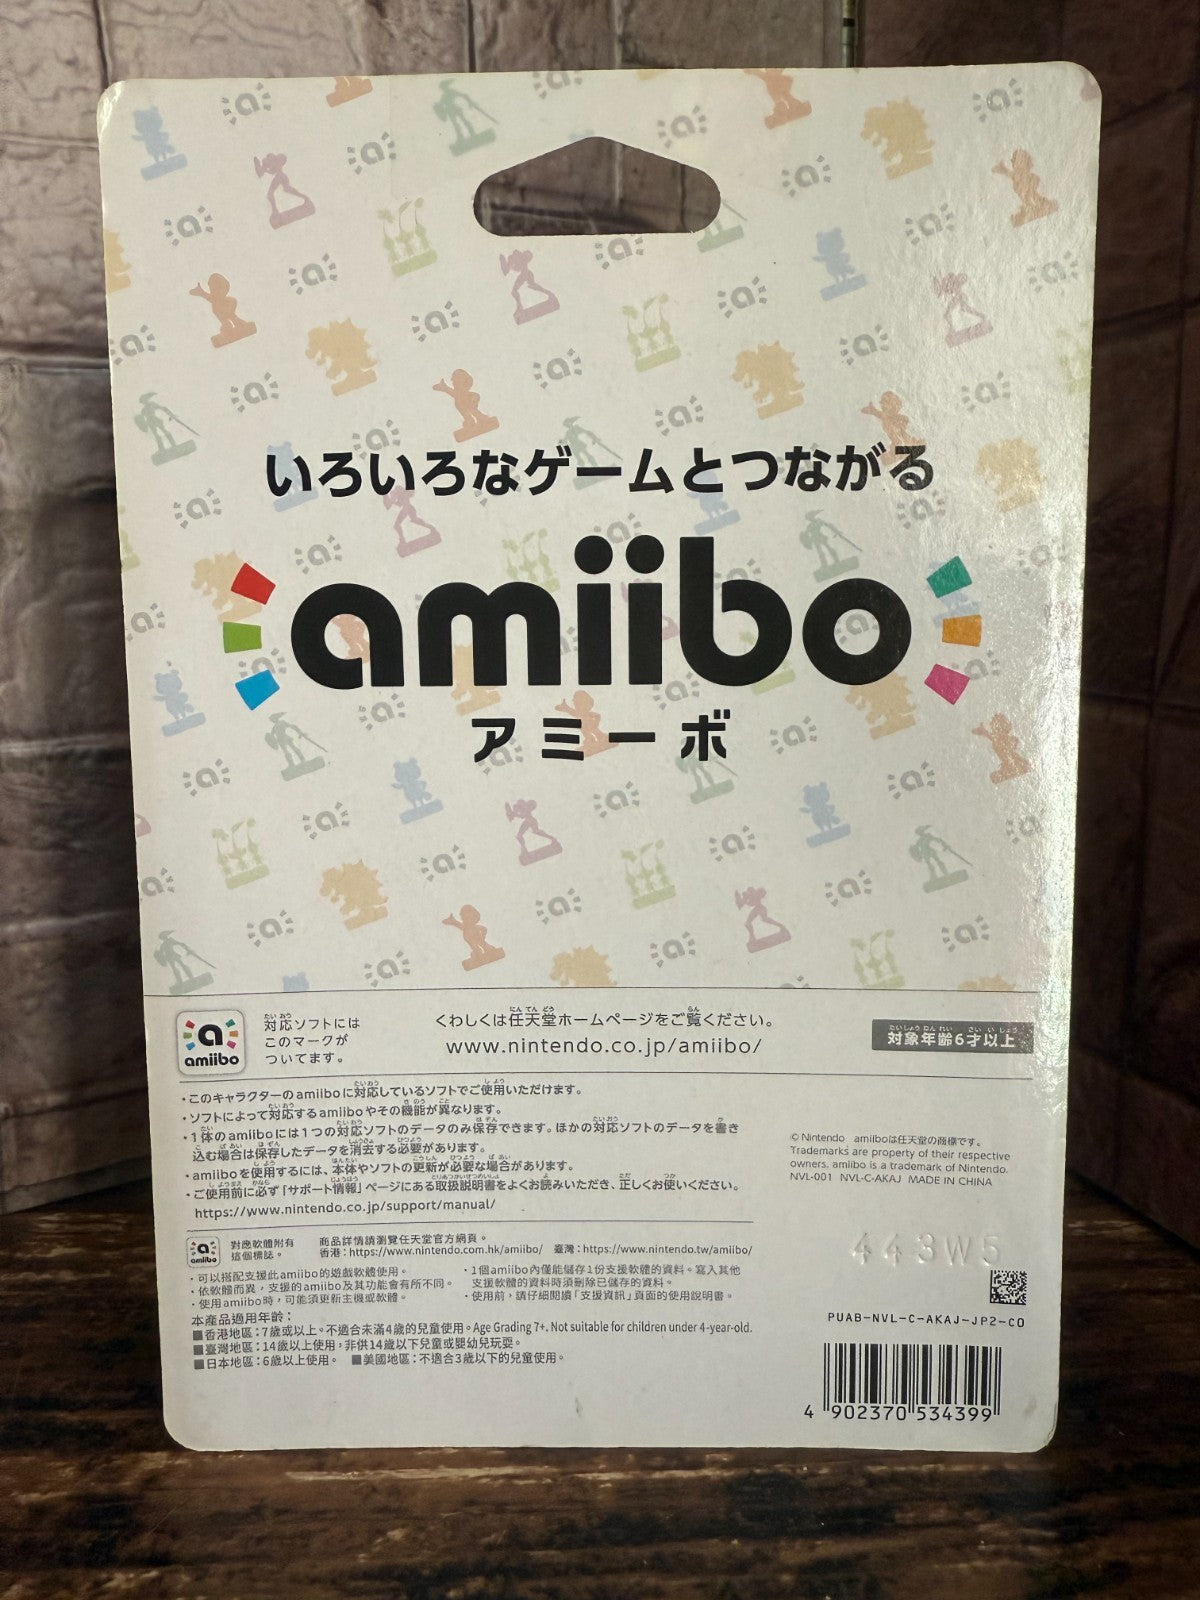 いろいろなゲームとつながる
amiibo
アミーボ
a
amiibo
対応ソフトには
このマークが
ついてます。
くわしくは任天堂ホームページをご覧ください。
www.nintendo.co.jp/amiibo/
対象年齢6才以上
・このキャラクターのamiiboに対応しているソフトでご使用いただけます。
・ソフトによって対応するamiiboやその機能が異なります。
・1体のamiiboには1つの対応ソフトのデータのみ保存できます。ほかの対応ソフトのデータを書き
込む場合は保存したデータを消去する必要があります。
・amiiboを使用するには、本体やソフトの更新が必要な場合があります。
・ご使用前に必ず「サポート情報」ページにある取扱説明書をよくお読みいただき、正しくお使いください。
https://www.nintendo.co.jp/support/manual/
© Nintendo amiiboは任天堂の商標です。
Trademarks are property of their respective
owners. amiibo is a trademark of Nintendo.
NVL-001 NVL-C-AKAJ MADE IN CHINA
a
amiibo
對應軟體附有
這個標誌。
商品詳情請瀏覽任天堂官方網頁。
香港：https://www.nintendo.com.hk/amiibo/ 臺灣：https://www.nintendo.tw/amiibo/
・可以搭配支援此amiibo的遊戲軟體使用。
・依軟體而異，支援的amiibo及其功能會有所不同。
・使用amiibo時，可能須更新主機或軟體。
・1個amiibo內僅能儲存1份支援軟體的資料。寫入其他
支援軟體的資料時須刪除已儲存的資料。
・使用前，請仔細閱讀「支援資訊」頁面的使用說明書。
本產品適用年齡：
■香港地區：7歲或以上。不適合未滿4歲的兒童使用。Age Grading 7+. Not suitable for children under 4-year-old.
■臺灣地區：14歲以上使用，非供14歲以下兒童或嬰幼兒玩耍。
■日本地區：6歲以上使用。 ■美國地區：不適合3歲以下的兒童使用。
443W5
PUAB-NVL-C-AKAJ-JP2-C0
4 902370 534399